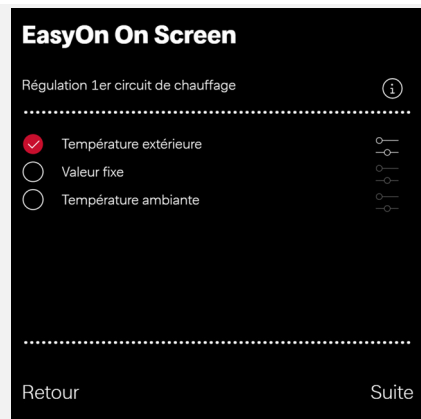 EasyOn On Screen
Régulation 1er circuit de chauffage
Température extérieure
Valeur fixe
Température ambiante
Retour Suite